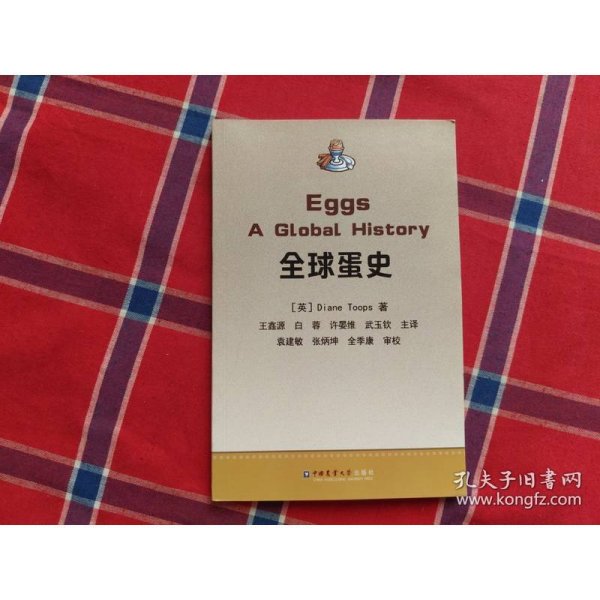 Eggs
A Global History
全球蛋史
[英] Diane Toops 著
王鑫源 白 蓉 许晏维 武玉钦 主译
袁建敏 张炳坤 全季康 审校
中国农业大学出版社
孔夫子旧书网
www.kongfz.com